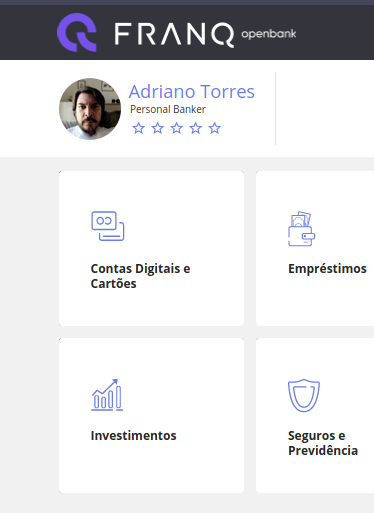 FRANQ openbank
Adriano Torres
Personal Banker
Contas Digitais e
Cartões
Empréstimos
Investimentos
Seguros e
Previdência